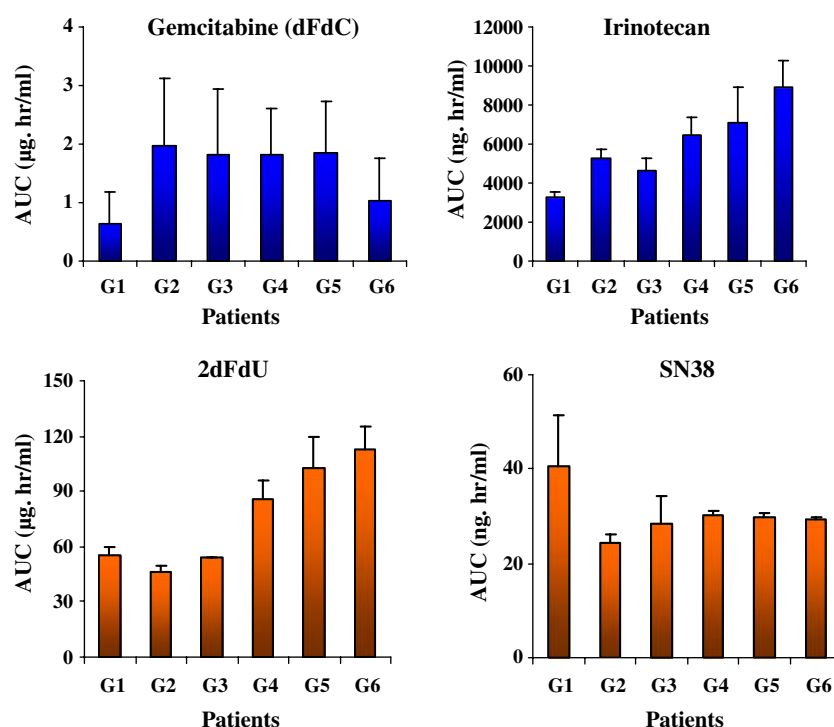 Gemcitabine (dFdC)
AUC (µg. hr/ml)
4
3
2
1
0
G1 G2 G3 G4 G5 G6
Patients
Irinotecan
AUC (ng. hr/ml)
12000
10000
8000
6000
4000
2000
0
G1 G2 G3 G4 G5 G6
Patients
2dFdU
AUC (µg. hr/ml)
150
120
90
60
30
0
G1 G2 G3 G4 G5 G6
Patients
SN38
AUC (ng. hr/ml)
60
40
20
0
G1 G2 G3 G4 G5 G6
Patients